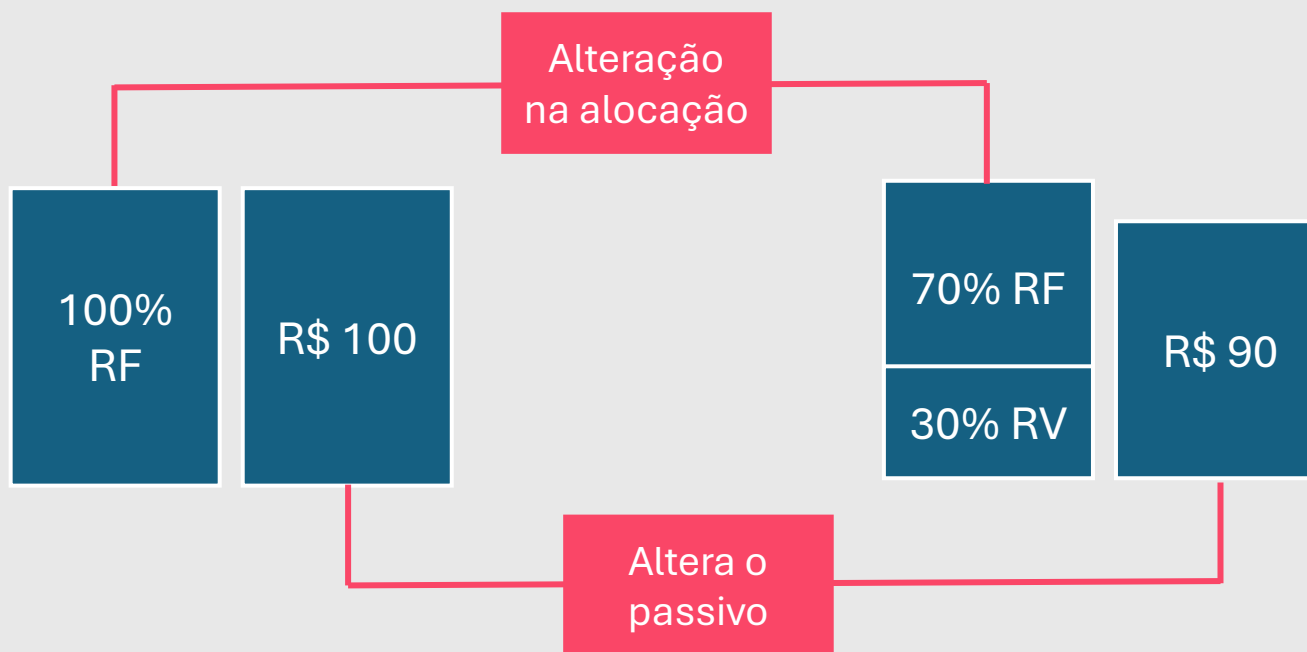 Alteração
na alocação
100%
RF
R$ 100
70% RF
30% RV
R$ 90
Altera o
passivo